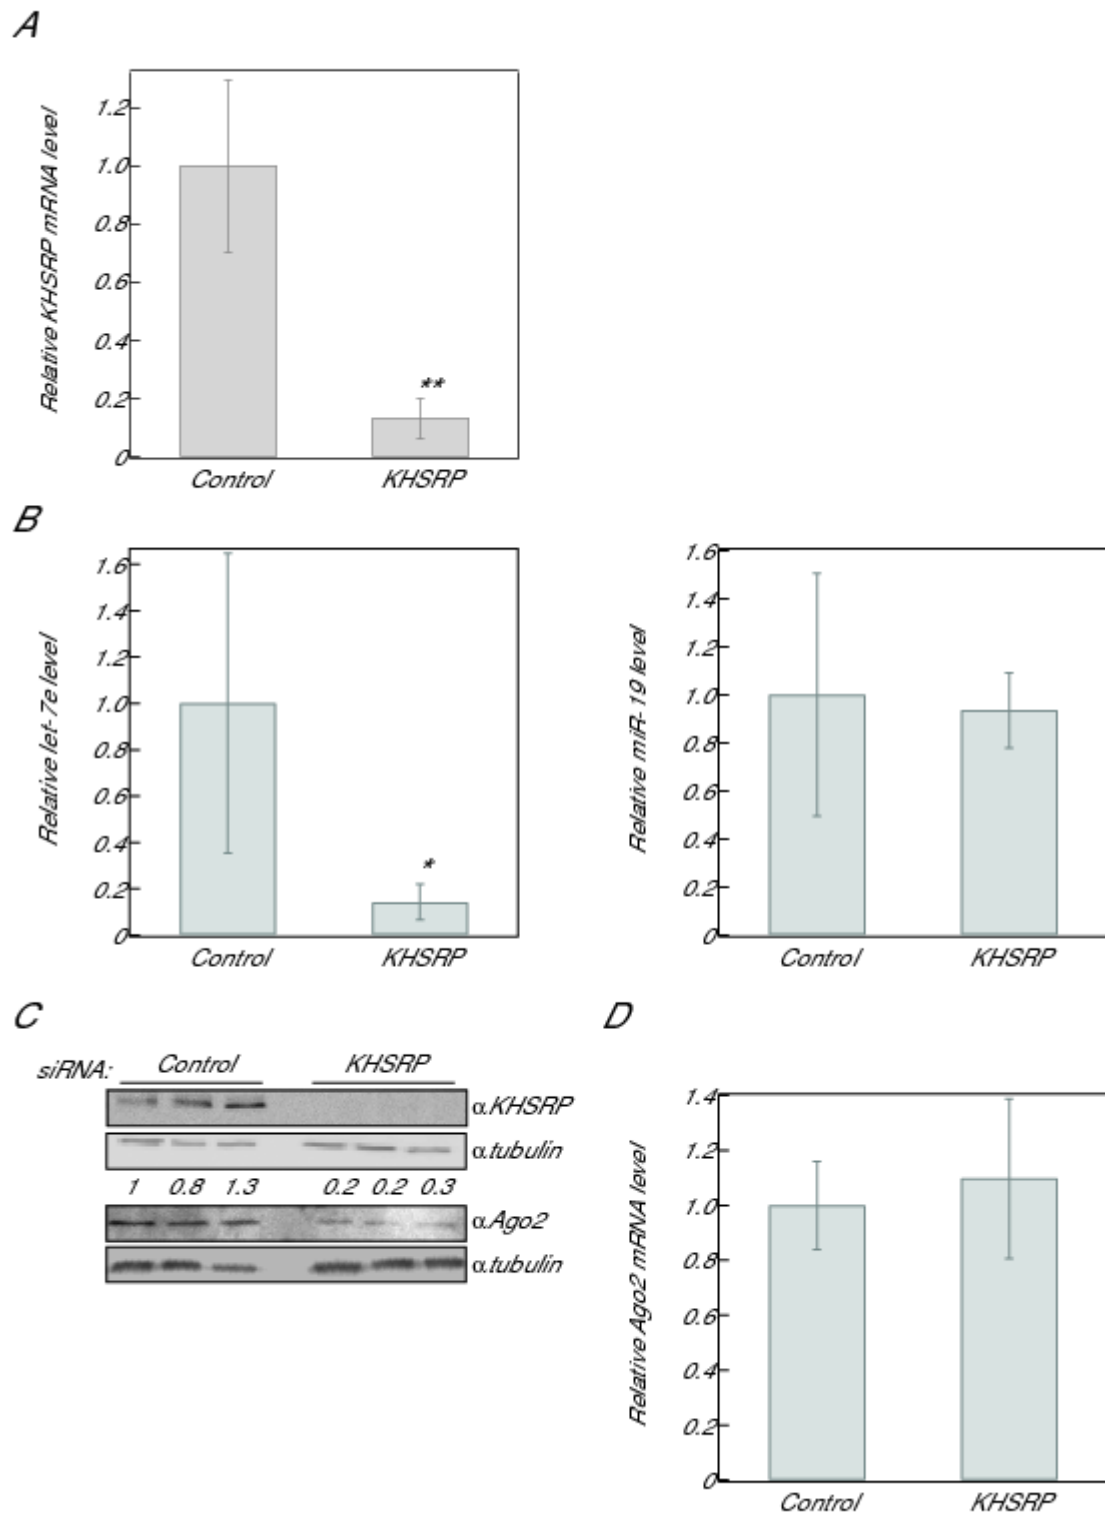 A
Relative KHSRP mRNA level
1.2
1.0
0.8
0.6
0.4
0.2
0
**
Control KHSRP
B
Relative let-7e level
1.6
1.4
1.2
1.0
0.8
0.6
0.4
0.2
0
*
Control KHSRP
Relative miR-19 level
1.6
1.4
1.2
1.0
0.8
0.6
0.4
0.2
0
Control KHSRP
C
siRNA: Control KHSRP
α.KHSRP
α.tubulin
1 0.8 1.3 0.2 0.2 0.3
α.Ago2
α.tubulin
D
Relative Ago2 mRNA level
1.4
1.2
1.0
0.8
0.6
0.4
0.2
0
Control KHSRP